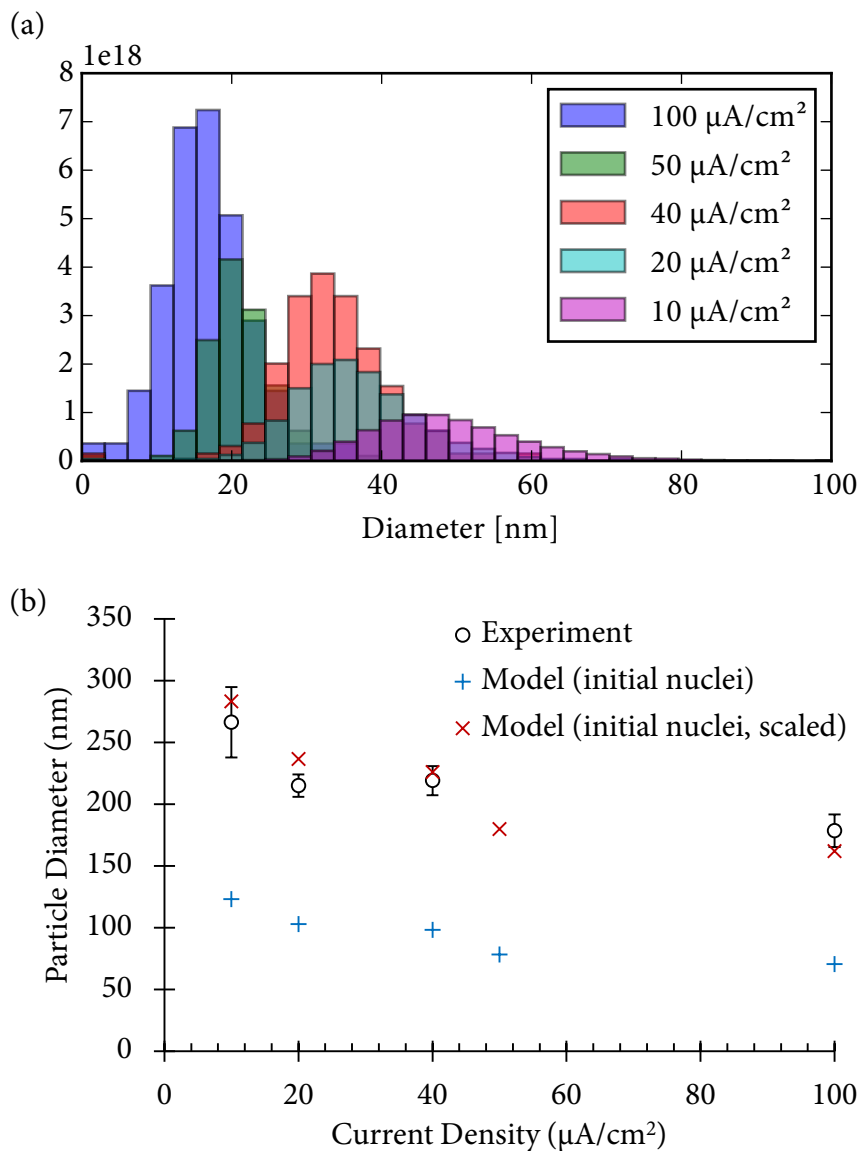 (a)
1e18
8
7
6
5
4
3
2
1
0
100 µA/cm²
50 µA/cm²
40 µA/cm²
20 µA/cm²
10 µA/cm²
0 20 40 60 80 100
Diameter [nm]
(b)
350
300
250
200
150
100
50
0
Particle Diameter (nm)
Experiment
Model (initial nuclei)
Model (initial nuclei, scaled)
0 20 40 60 80 100
Current Density (µA/cm²)